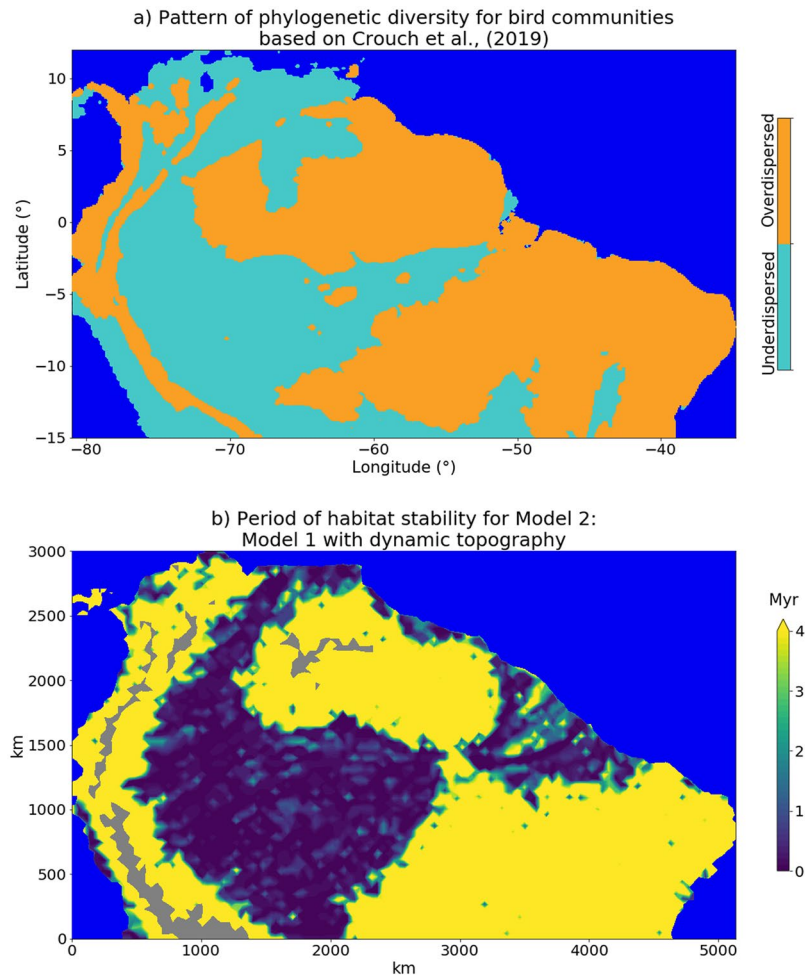 a) Pattern of phylogenetic diversity for bird communities
based on Crouch et al., (2019)
10
5
0
−5
−10
−15
Latitude (°)
−80
−70
−60
−50
−40
Longitude (°)
Overdispersed
Underdispersed
b) Period of habitat stability for Model 2:
Model 1 with dynamic topography
3000
2500
2000
1500
1000
500
0
km
0
1000
2000
3000
4000
5000
km
Myr
4
3
2
1
0